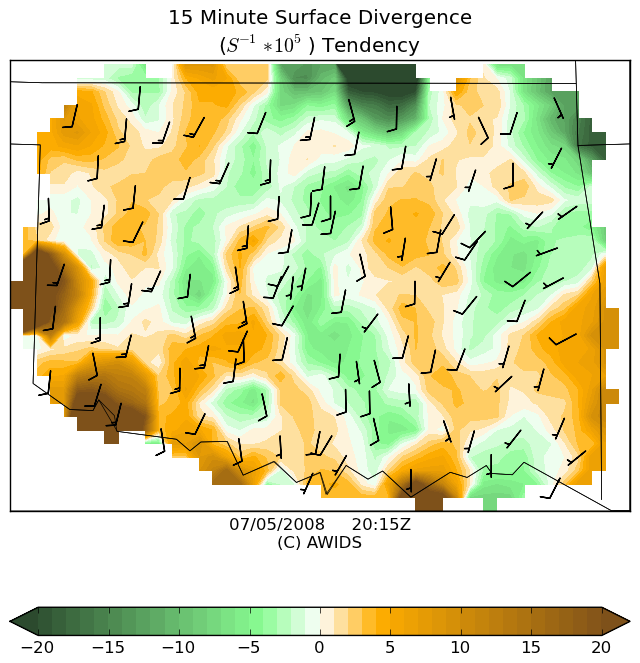 15 Minute Surface Divergence
(S⁻¹ *10⁵ ) Tendency
07/05/2008 20:15Z
(C) AWIDS
−20 −15 −10 −5 0 5 10 15 20